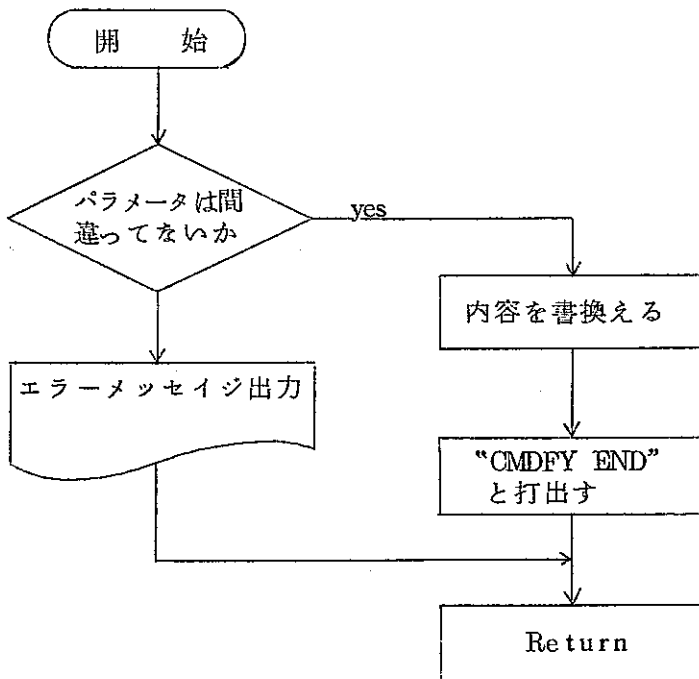 開 始
パラメータは間
違ってないか
yes
内容を書換える
エラーメッセイジ出力
“CMDFY END”
と打出す
Return